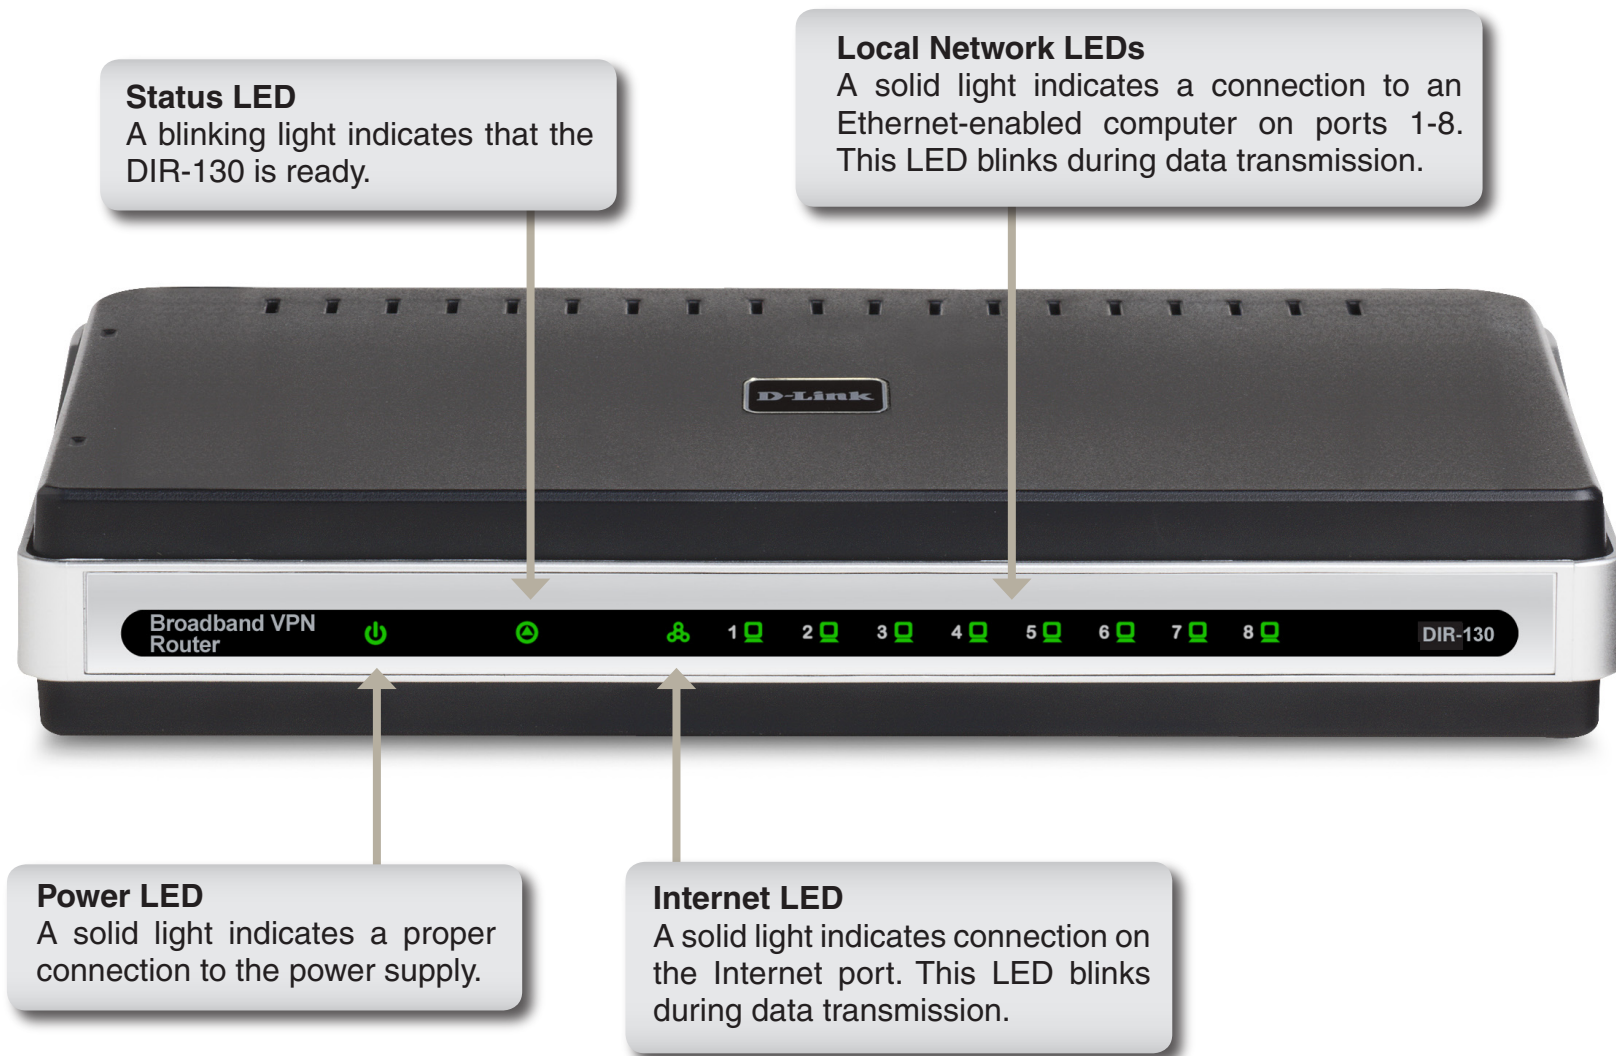 Status LED
A blinking light indicates that the
DIR-130 is ready.
Local Network LEDs
A solid light indicates a connection to an
Ethernet-enabled computer on ports 1-8.
This LED blinks during data transmission.
D-Link
Broadband VPN
Router
1 2 3 4 5 6 7 8
DIR-130
Power LED
A solid light indicates a proper
connection to the power supply.
Internet LED
A solid light indicates connection on
the Internet port. This LED blinks
during data transmission.